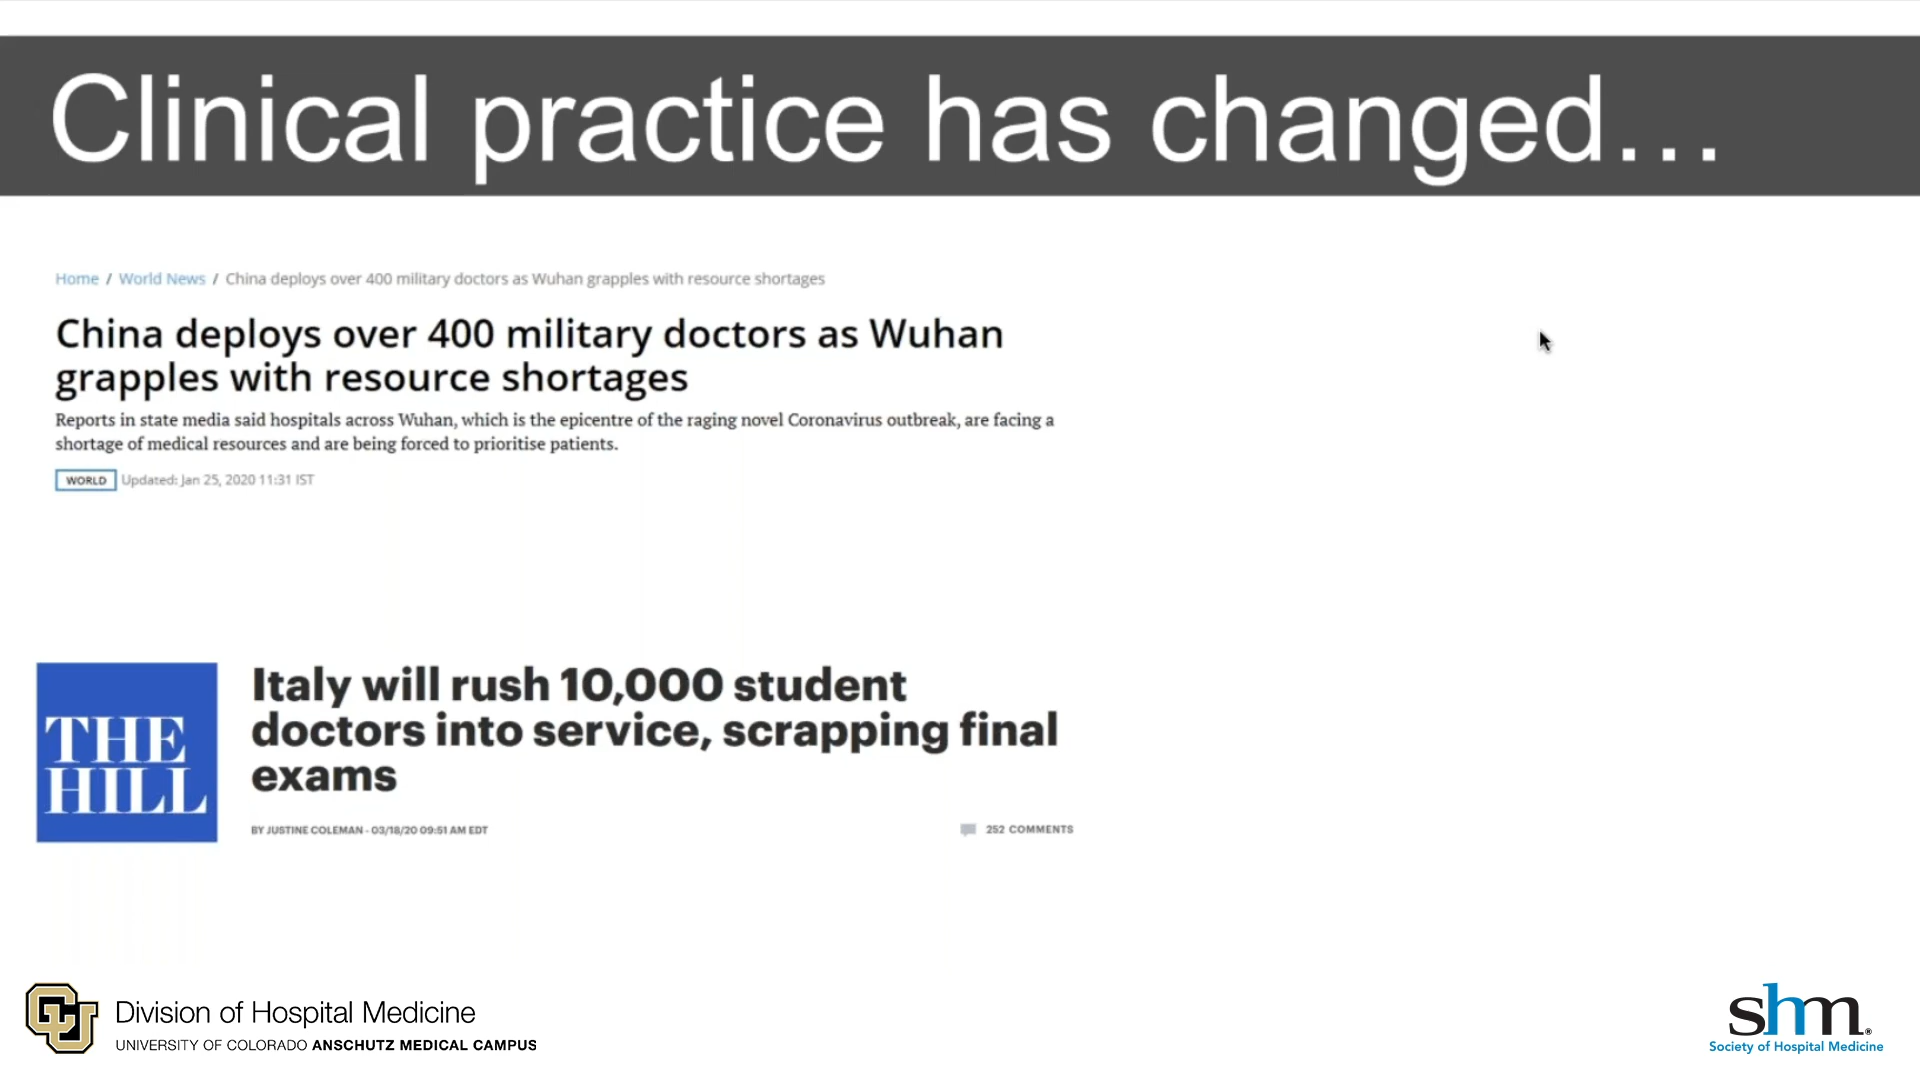 Clinical practice has changed…
Home / World News / China deploys over 400 military doctors as Wuhan grapples with resource shortages
China deploys over 400 military doctors as Wuhan
grapples with resource shortages
Reports in state media said hospitals across Wuhan, which is the epicentre of the raging novel Coronavirus outbreak, are facing a
shortage of medical resources and are being forced to prioritise patients.
WORLD Updated: Jan 25, 2020 11:31 IST
THE
HILL
Italy will rush 10,000 student
doctors into service, scrapping final
exams
BY JUSTINE COLEMAN - 03/18/20 09:51 AM EDT
252 COMMENTS
CU
Division of Hospital Medicine
UNIVERSITY OF COLORADO ANSCHUTZ MEDICAL CAMPUS
shm®
Society of Hospital Medicine